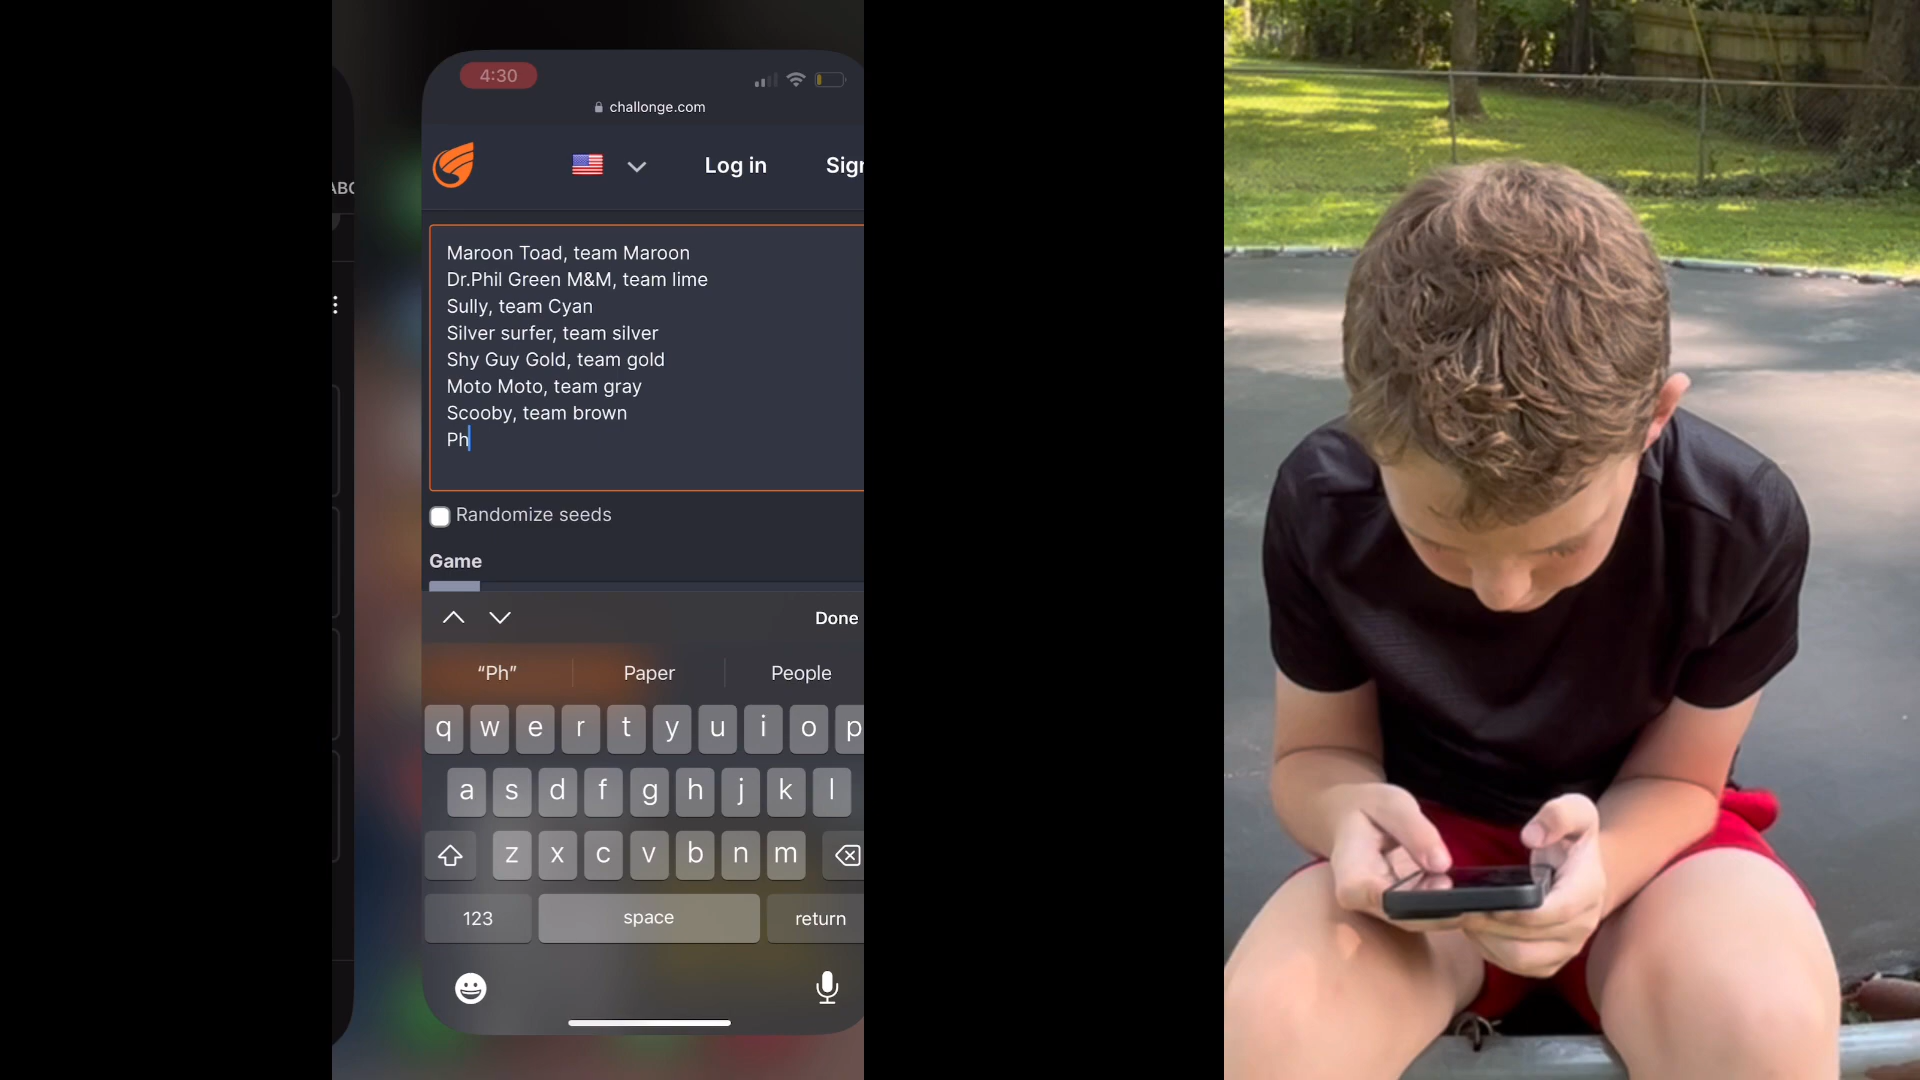 ABC
4:30
challonge.com
Log in
Sign
Maroon Toad, team Maroon
Dr.Phil Green M&M, team lime
Sully, team Cyan
Silver surfer, team silver
Shy Guy Gold, team gold
Moto Moto, team gray
Scooby, team brown
Ph
Randomize seeds
Game
Done
“Ph” Paper People
q w e r t y u i o p
a s d f g h j k l
z x c v b n m
123 space return